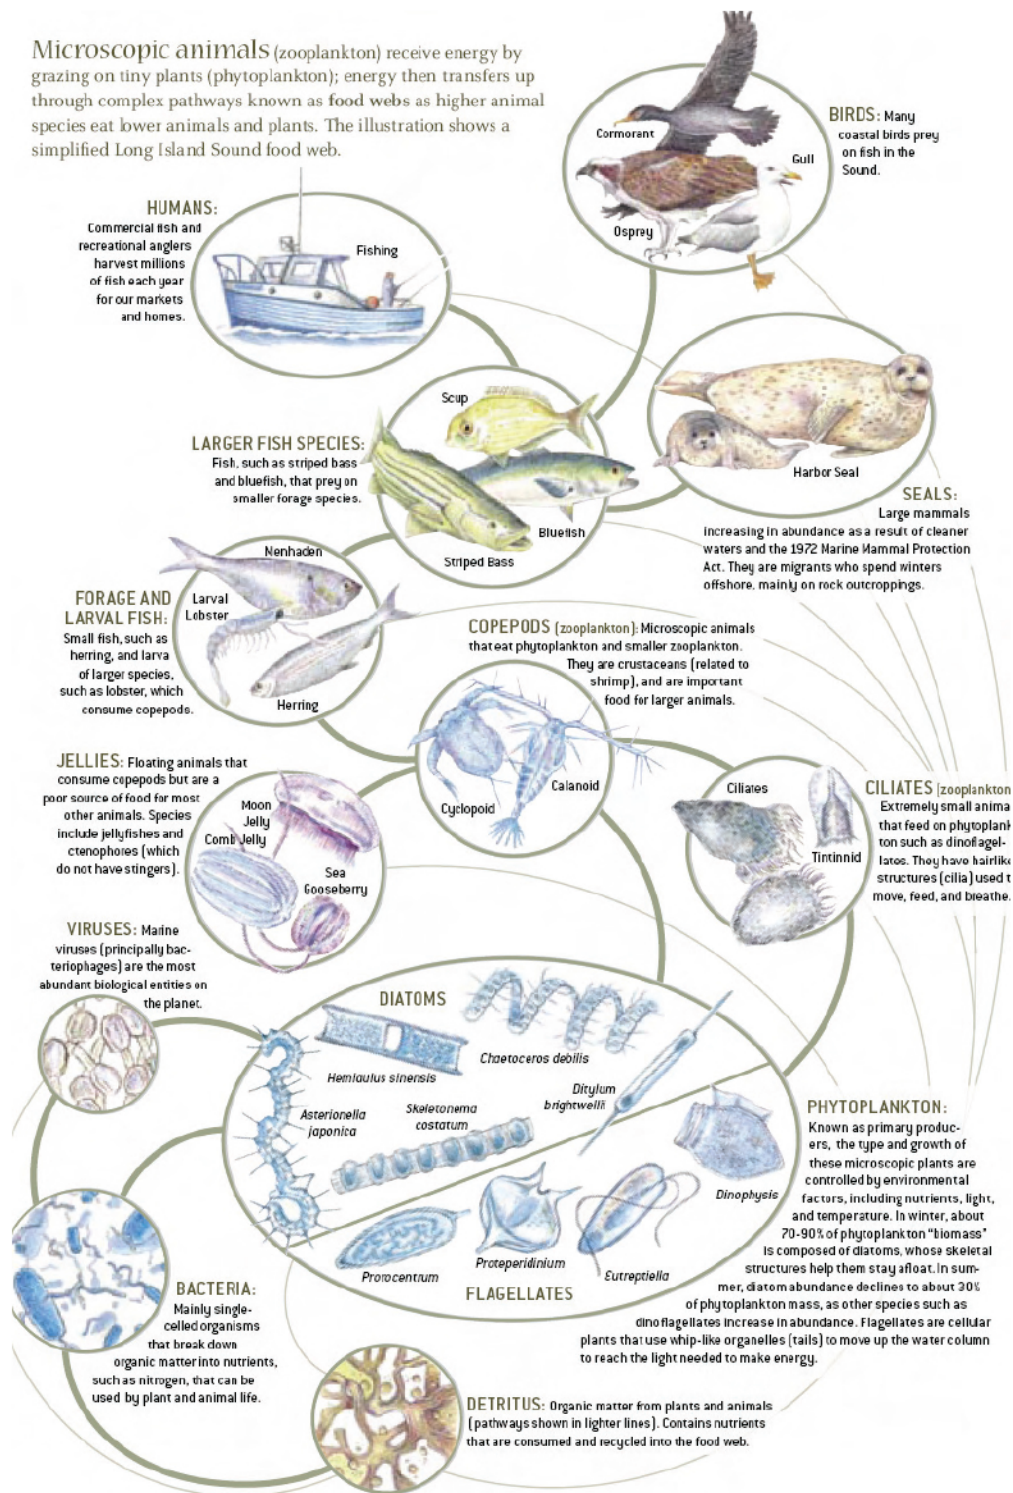 Microscopic animals (zooplankton) receive energy by
grazing on tiny plants (phytoplankton); energy then transfers up
through complex pathways known as food webs as higher animal
species eat lower animals and plants. The illustration shows a
simplified Long Island Sound food web.
Cormorant
Gull
Osprey
BIRDS: Many
coastal birds prey
on fish in the
Sound.
HUMANS:
Commercial fish and
recreational anglers
harvest millions
of fish each year
for our markets
and homes.
Fishing
Scup
LARGER FISH SPECIES:
Fish, such as striped bass
and bluefish, that prey on
smaller forage species.
Bluefish
Striped Bass
Harbor Seal
SEALS:
Large mammals
increasing in abundance as a result of cleaner
waters and the 1972 Marine Mammal Protection
Act. They are migrants who spend winters
offshore, mainly on rock outcroppings.
Nenhaden
Larval
Lobster
Herring
FORAGE AND
LARVAL FISH:
Small fish, such as
herring, and larva
of larger species,
such as lobster, which
consume copepods.
COPEPODS (zooplankton): Microscopic animals
that eat phytoplankton and smaller zooplankton.
They are crustaceans (related to
shrimp), and are important
food for larger animals.
Cyclopoid
Calanoid
JELLIES: Floating animals that
consume copepods but are a
poor source of food for most
other animals. Species
include jellyfishes and
ctenophores (which
do not have stingers).
Moon
Jelly
Comb Jelly
Sea
Gooseberry
Ciliates
Tintinnid
CILIATES (zooplankton
Extremely small anima
that feed on phytoplank
ton such as dinoflagel-
lates. They have hairlike
structures (cilia) used t
move, feed, and breathe.
VIRUSES: Marine
viruses (principally bac-
teriophages) are the most
abundant biological entities on
the planet.
DIATOMS
Hemiaulus sinensis
Chaetoceros debilis
Asterionella
japonica
Skeletonema
costatum
Ditylum
brightwellii
Dinophysis
Prorocentrum
Proteperidinium
Eutreptiella
FLAGELLATES
PHYTOPLANKTON:
Known as primary produc-
ers, the type and growth of
these microscopic plants are
controlled by environmental
factors, including nutrients, light,
and temperature. In winter, about
70-90% of phytoplankton "biomass"
is composed of diatoms, whose skeletal
structures help them stay afloat. In sum-
mer, diatom abundance declines to about 30%
of phytoplankton mass, as other species such as
dinoflagellates increase in abundance. Flagellates are cellular
plants that use whip-like organelles (tails) to move up the water column
to reach the light needed to make energy.
BACTERIA:
Mainly single-
celled organisms
that break down
organic matter into nutrients,
such as nitrogen, that can be
used by plant and animal life.
DETRITUS: Organic matter from plants and animals
(pathways shown in lighter lines). Contains nutrients
that are consumed and recycled into the food web.